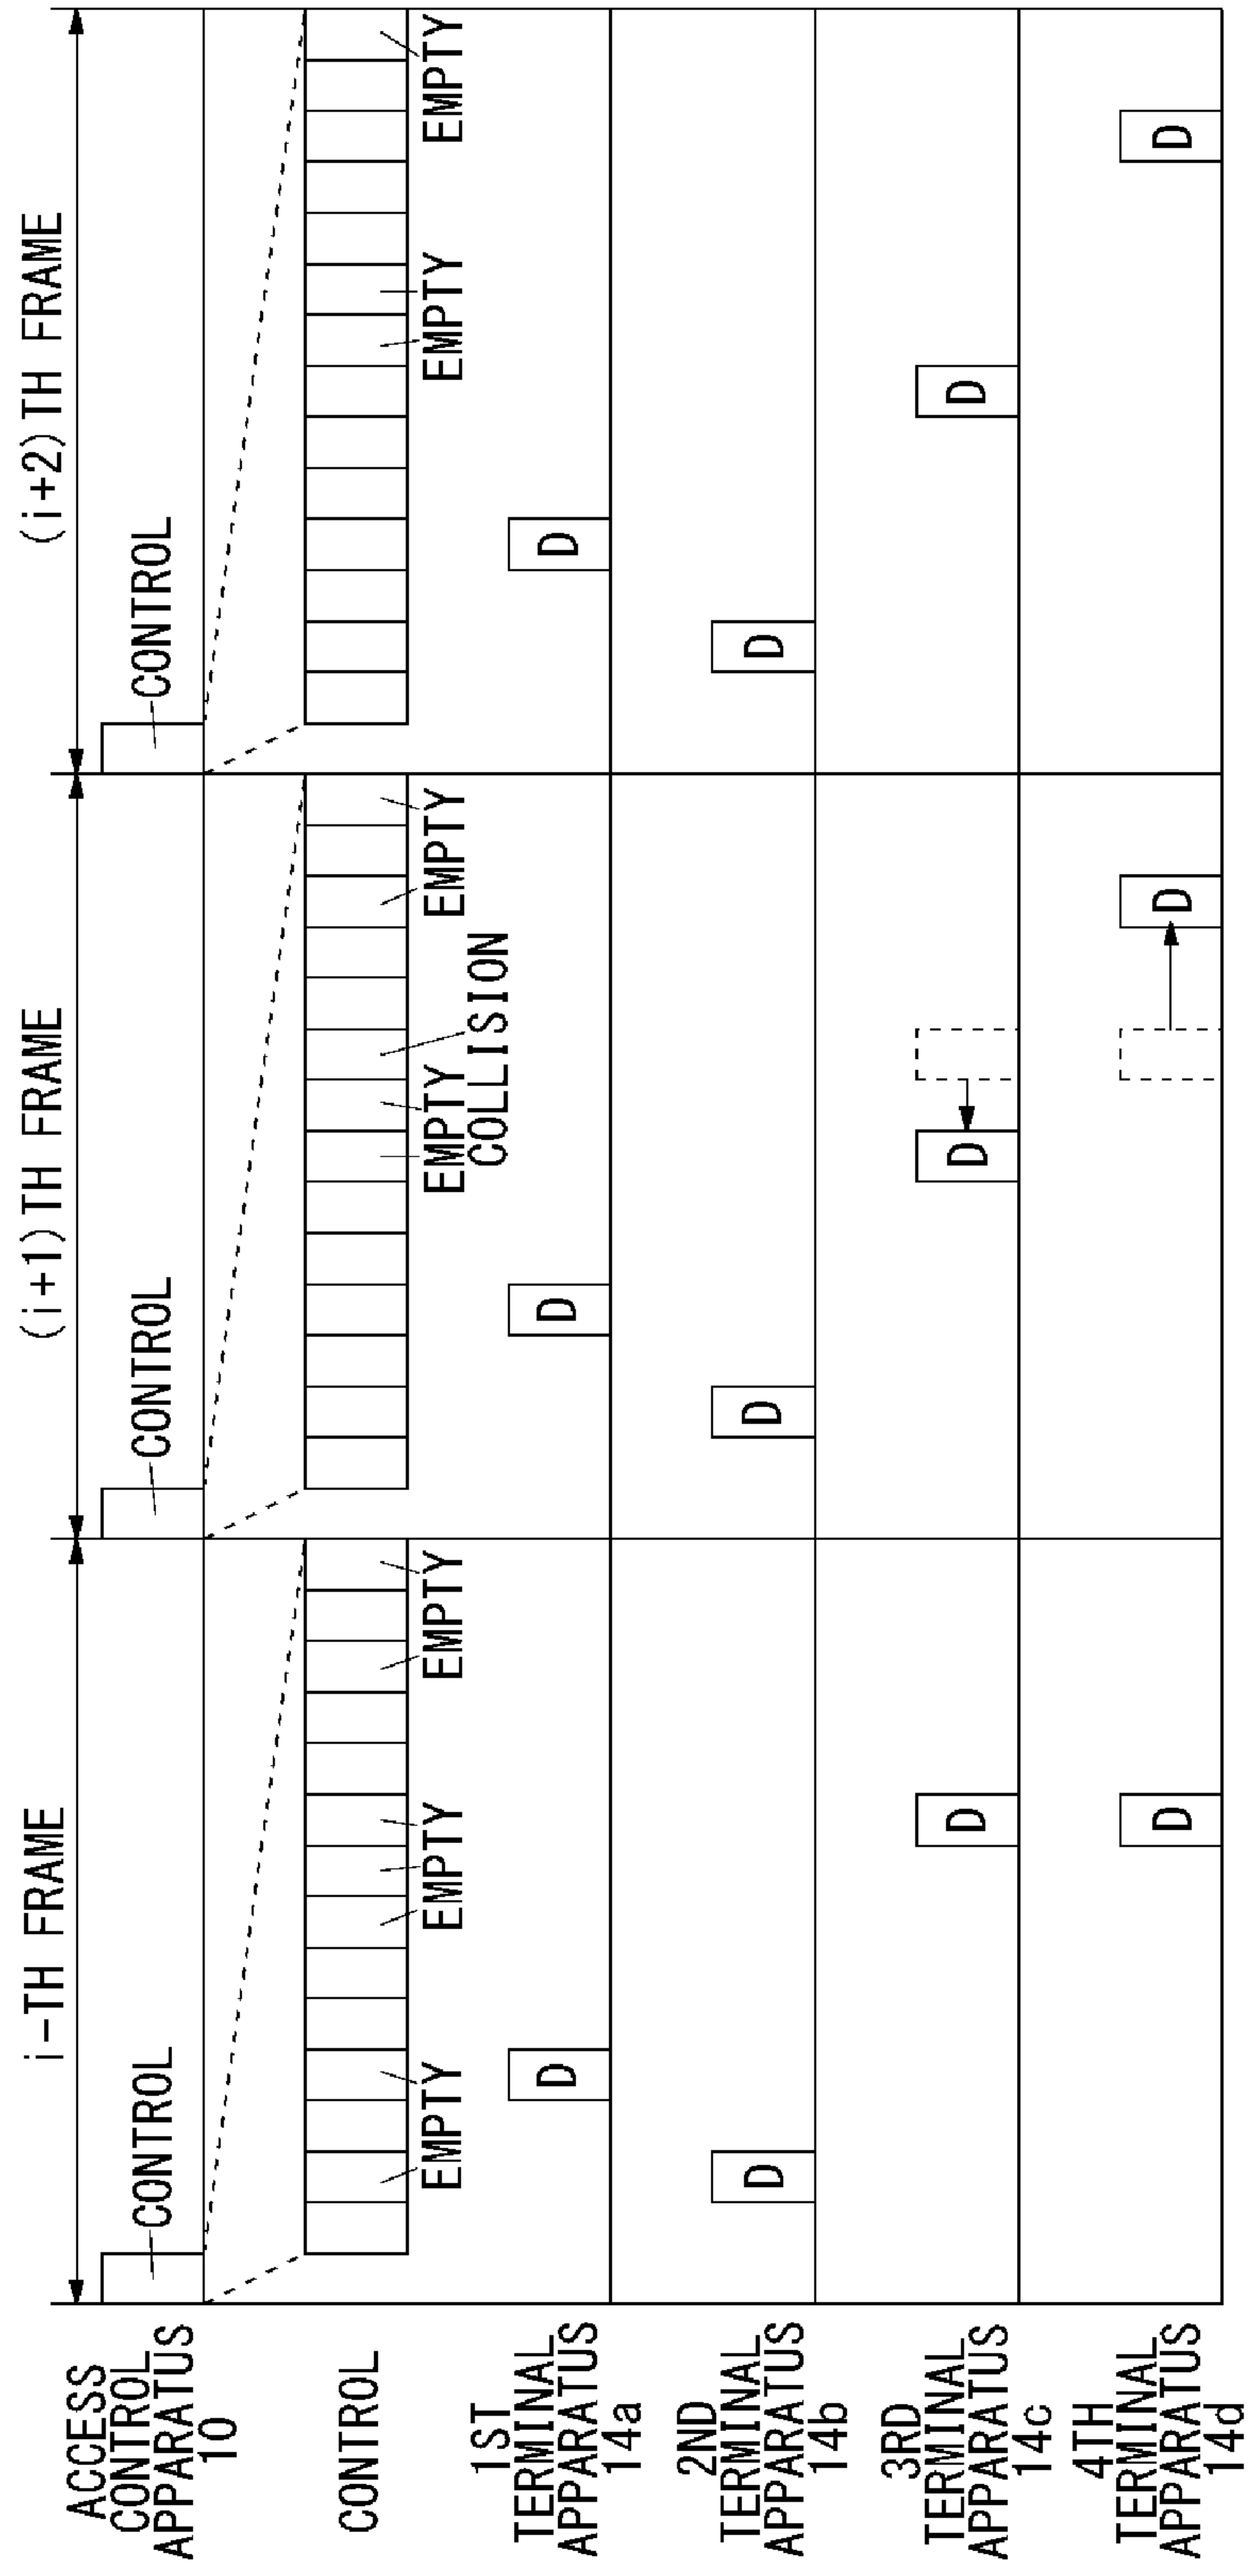 i-TH FRAME
(i+1)TH FRAME
(i+2)TH FRAME
ACCESS
CONTROL
APPARATUS
10
CONTROL
CONTROL
CONTROL
CONTROL
EMPTY
EMPTY
EMPTY
EMPTY
EMPTY
EMPTY
EMPTY
COLLISION
1ST
TERMINAL
APPARATUS
14a
D
D
D
2ND
TERMINAL
APPARATUS
14b
D
D
D
3RD
TERMINAL
APPARATUS
14c
D
D
D
4TH
TERMINAL
APPARATUS
14d
D
D
D